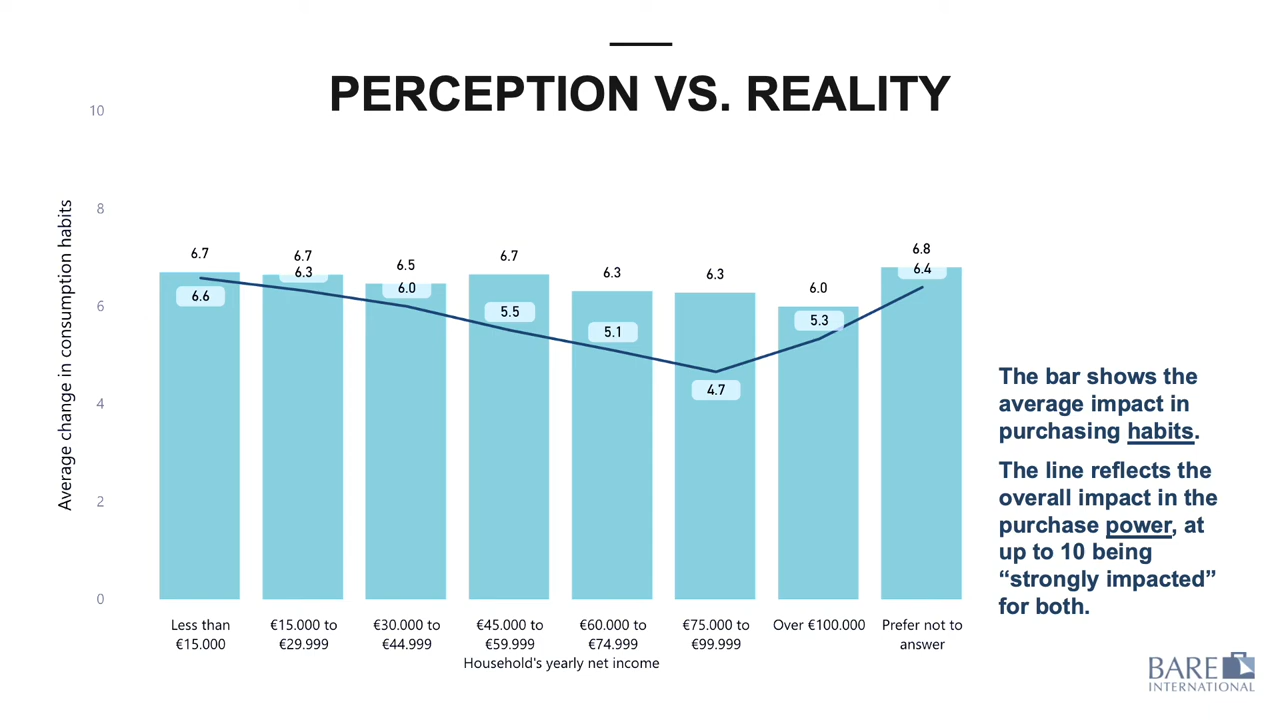 PERCEPTION VS. REALITY
10
8
6
4
2
0
Average change in consumption habits
6.7
6.7
6.5
6.7
6.3
6.3
6.0
6.8
6.6
6.3
6.0
5.5
5.1
4.7
5.3
6.4
Less than
€15.000
€15.000 to
€29.999
€30.000 to
€44.999
€45.000 to
€59.999
€60.000 to
€74.999
€75.000 to
€99.999
Over €100.000
Prefer not to
answer
Household's yearly net income
The bar shows the
average impact in
purchasing habits.
The line reflects the
overall impact in the
purchase power, at
up to 10 being
“strongly impacted”
for both.
BARE
INTERNATIONAL